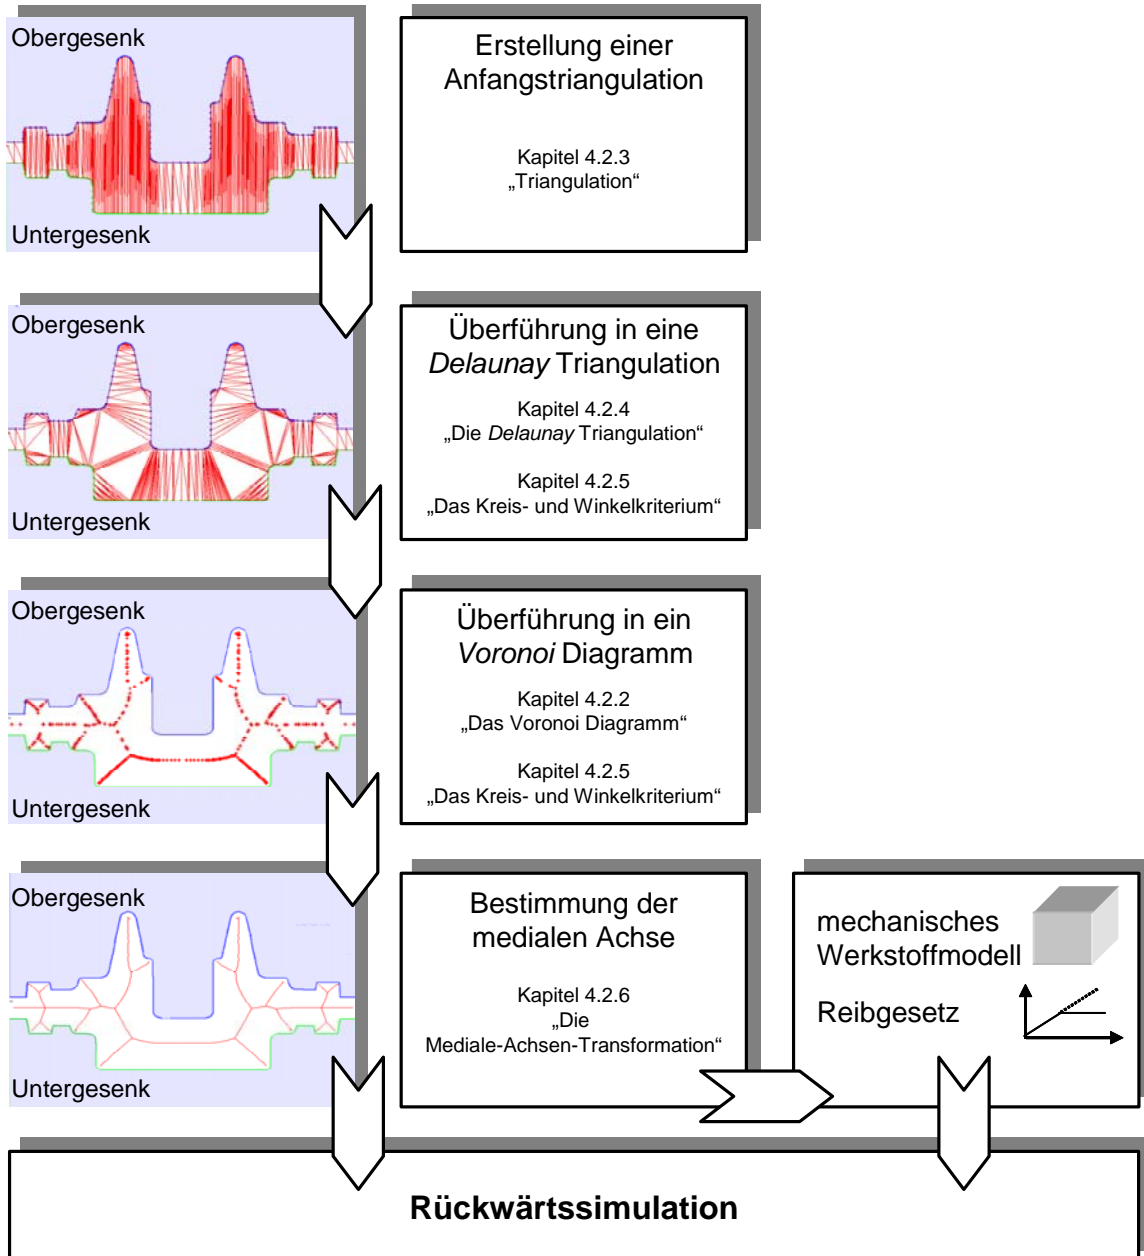 Obergesenk
Untergesenk
Erstellung einer
Anfangstriangulation
Kapitel 4.2.3
„Triangulation“
Obergesenk
Untergesenk
Überführung in eine
Delaunay Triangulation
Kapitel 4.2.4
„Die Delaunay Triangulation“
Kapitel 4.2.5
„Das Kreis- und Winkelkriterium“
Obergesenk
Untergesenk
Überführung in ein
Voronoi Diagramm
Kapitel 4.2.2
„Das Voronoi Diagramm“
Kapitel 4.2.5
„Das Kreis- und Winkelkriterium“
Obergesenk
Untergesenk
Bestimmung der
medialen Achse
Kapitel 4.2.6
„Die
Mediale-Achsen-Transformation“
mechanisches
Werkstoffmodell
Reibgesetz
Rückwärtssimulation